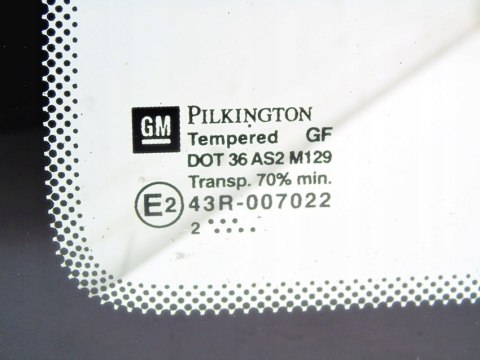 GM PILKINGTON
Tempered GF
DOT 36 AS2 M129
Transp. 70% min.
E2 43R-007022
2 ·····